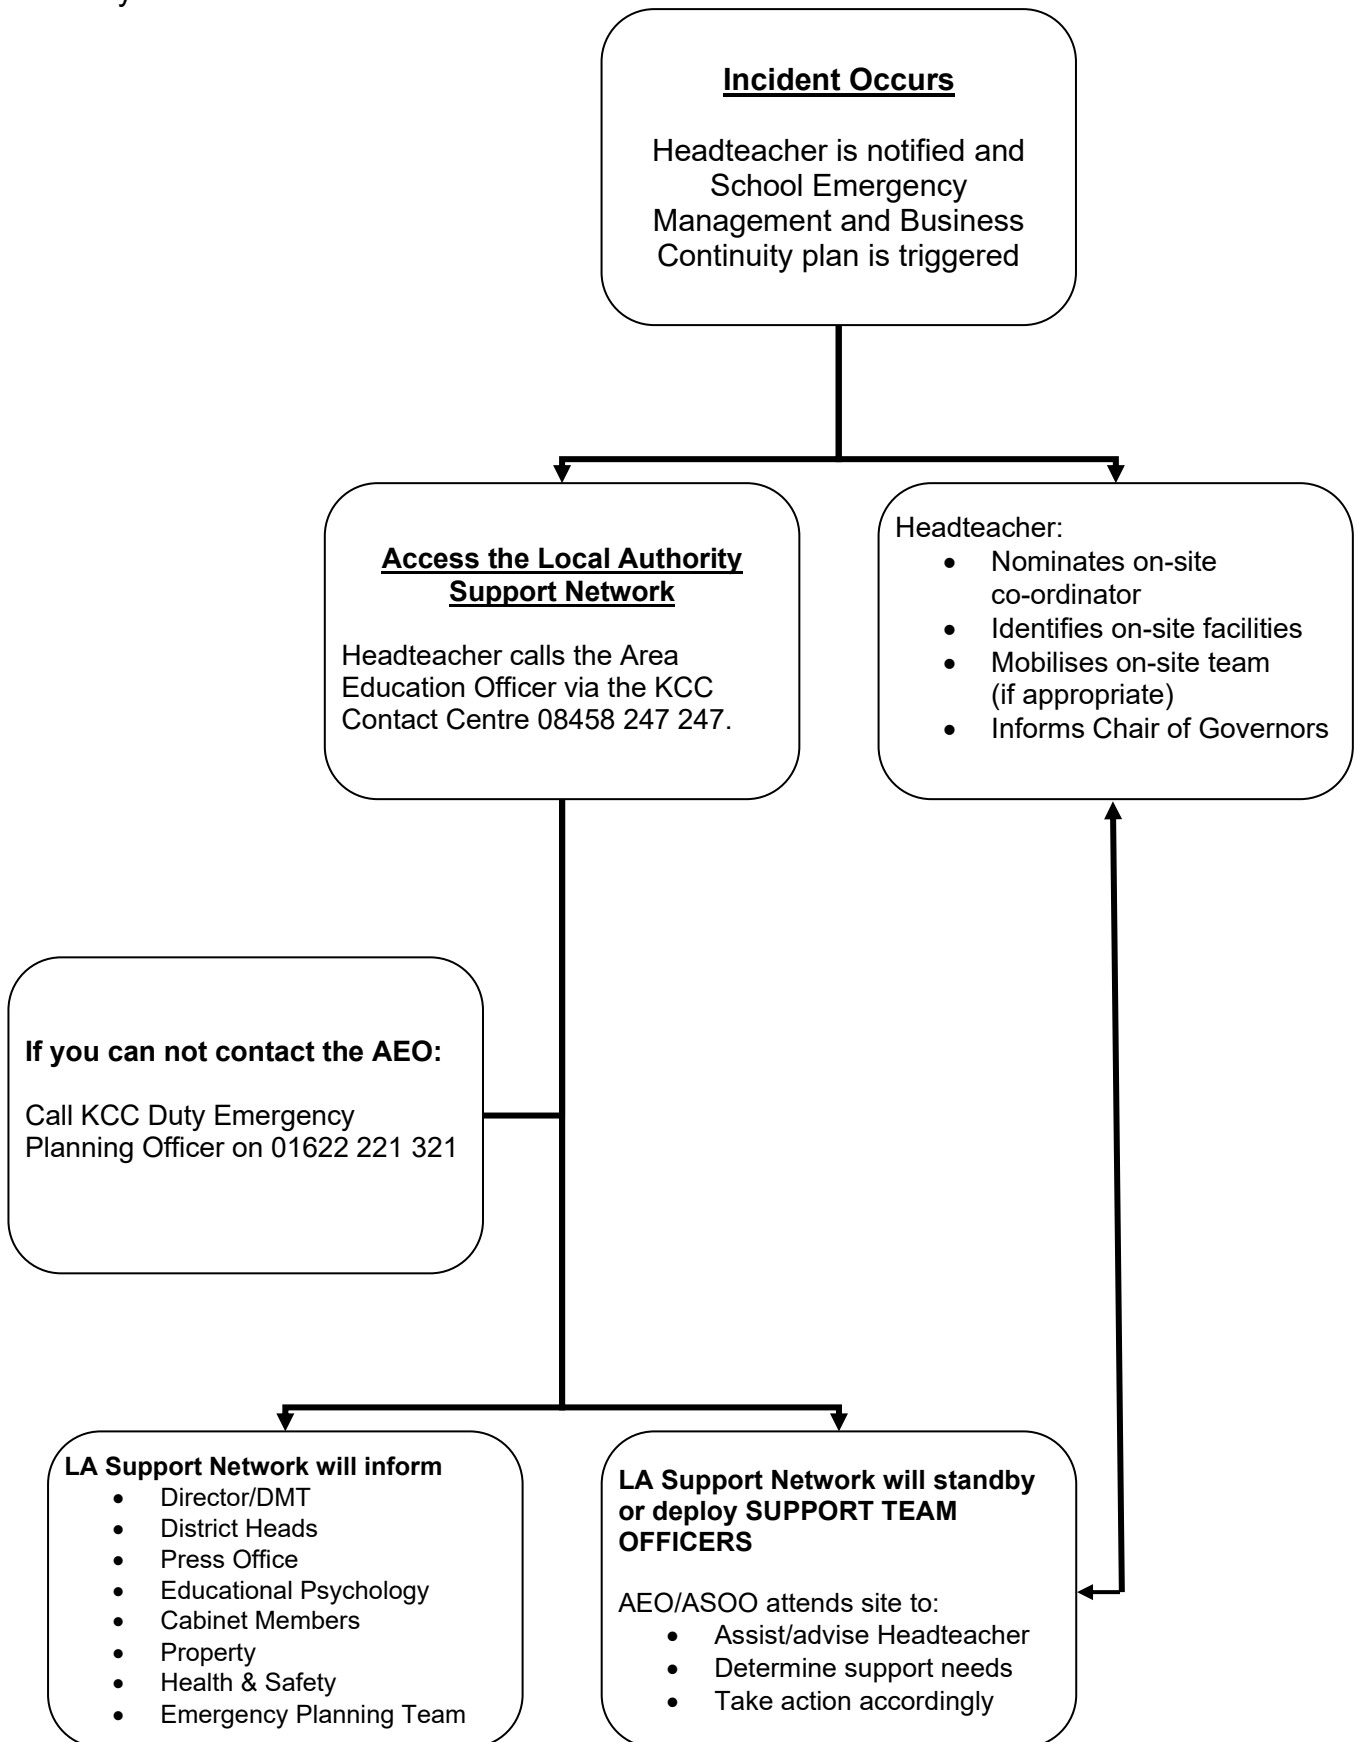 Incident Occurs
Headteacher is notified and
School Emergency
Management and Business
Continuity plan is triggered
Access the Local Authority
Support Network
Headteacher calls the Area
Education Officer via the KCC
Contact Centre 08458 247 247.
Headteacher:
• Nominates on-site
co-ordinator
• Identifies on-site facilities
• Mobilises on-site team
(if appropriate)
• Informs Chair of Governors
If you can not contact the AEO:
Call KCC Duty Emergency
Planning Officer on 01622 221 321
LA Support Network will inform
• Director/DMT
• District Heads
• Press Office
• Educational Psychology
• Cabinet Members
• Property
• Health & Safety
• Emergency Planning Team
LA Support Network will standby
or deploy SUPPORT TEAM
OFFICERS
AEO/ASOO attends site to:
• Assist/advise Headteacher
• Determine support needs
• Take action accordingly